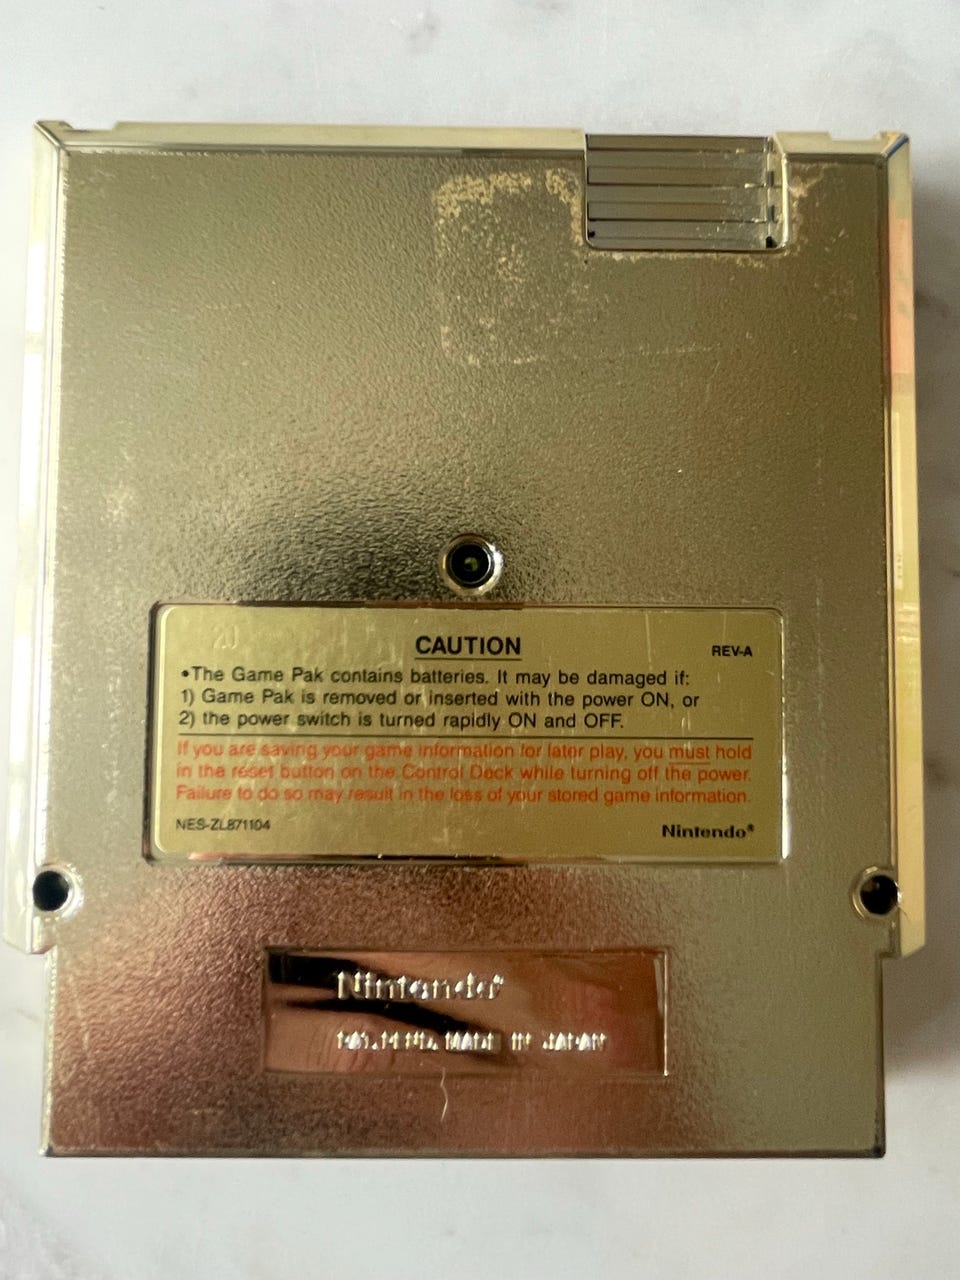 20
CAUTION
REV-A
•The Game Pak contains batteries. It may be damaged if:
1) Game Pak is removed or inserted with the power ON, or
2) the power switch is turned rapidly ON and OFF.
If you are saving your game information for later play, you must hold
in the reset button on the Control Deck while turning off the power.
Failure to do so may result in the loss of your stored game information.
NES-ZL871104
Nintendo®
Nintendo®
PAT. PEND. MADE IN JAPAN